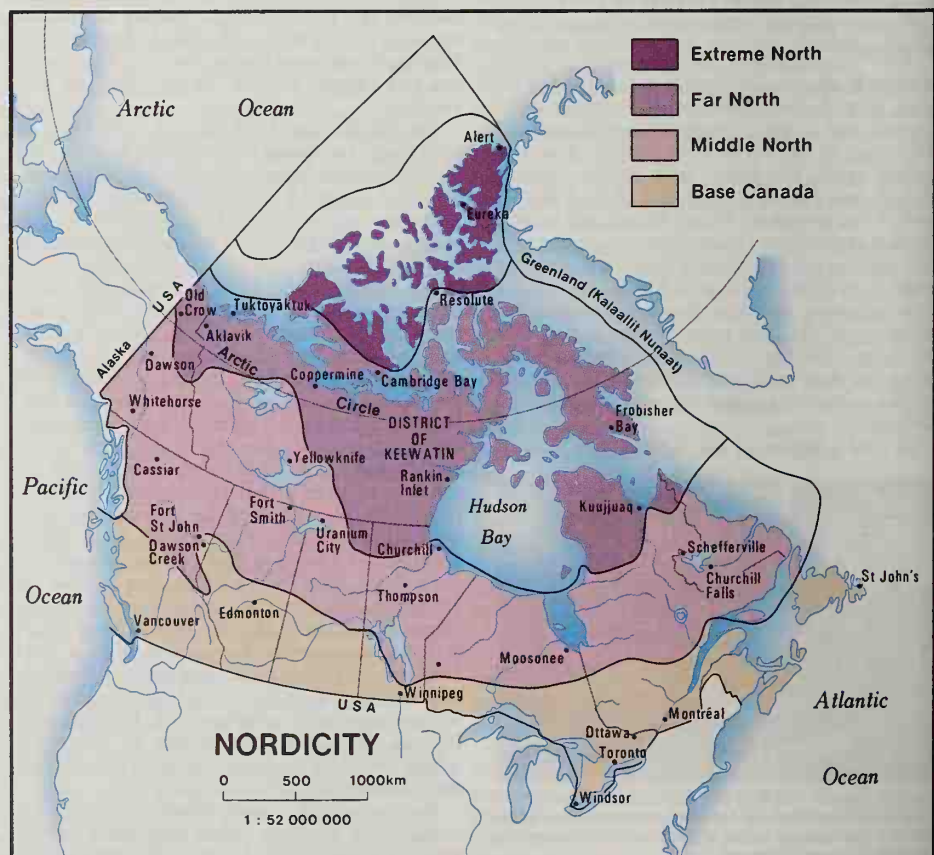 Extreme North
Far North
Middle North
Base Canada
Arctic Ocean
Alert
Eureka
Resolute
Greenland (Kalaallit Nunaat)
USA
Alaska
Old
Crow
Tuktoyaktuk
Aklavik
Dawson
Arctic
Circle
Coppermine
Cambridge Bay
Whitehorse
DISTRICT
OF
KEEWATIN
Frobisher
Bay
Cassiar
Yellowknife
Rankin
Inlet
Pacific
Ocean
Hudson
Bay
Kuujjuaq
Fort
St John
Dawson
Creek
Fort
Smith
Uranium
City
Churchill
Schefferville
Churchill
Falls
St John's
Thompson
Vancouver
Edmonton
Moosonee
Winnipeg
USA
Montréal
Ottawa
Toronto
Windsor
Atlantic
Ocean
NORDICITY
0 500 1000km
1 : 52 000 000